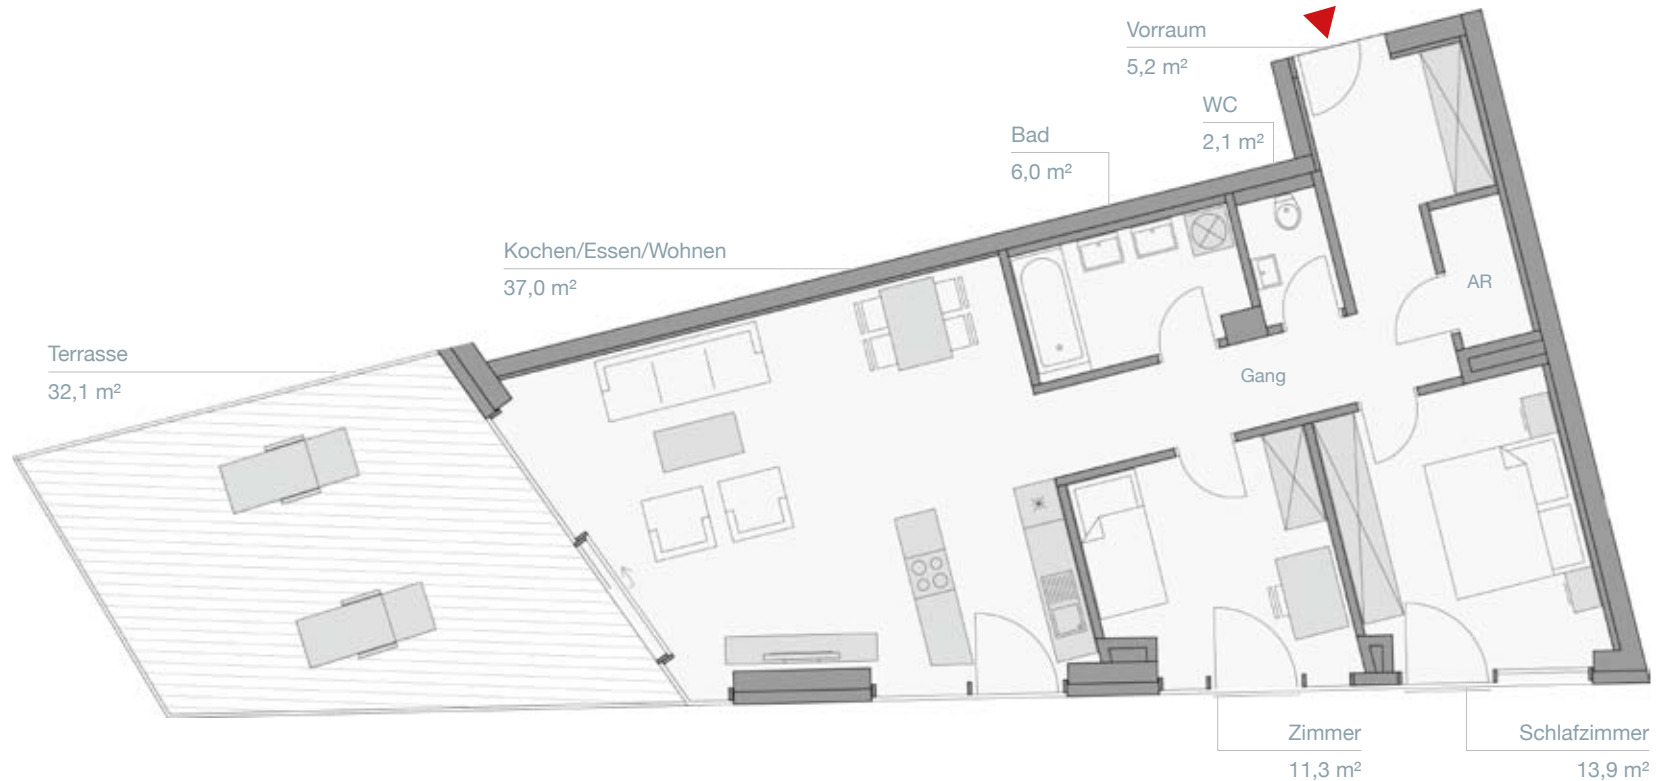 Vorraum
5,2 m²
WC
2,1 m²
Bad
6,0 m²
Kochen/Essen/Wohnen
37,0 m²
AR
Terrasse
32,1 m²
Gang
Zimmer
11,3 m²
Schlafzimmer
13,9 m²